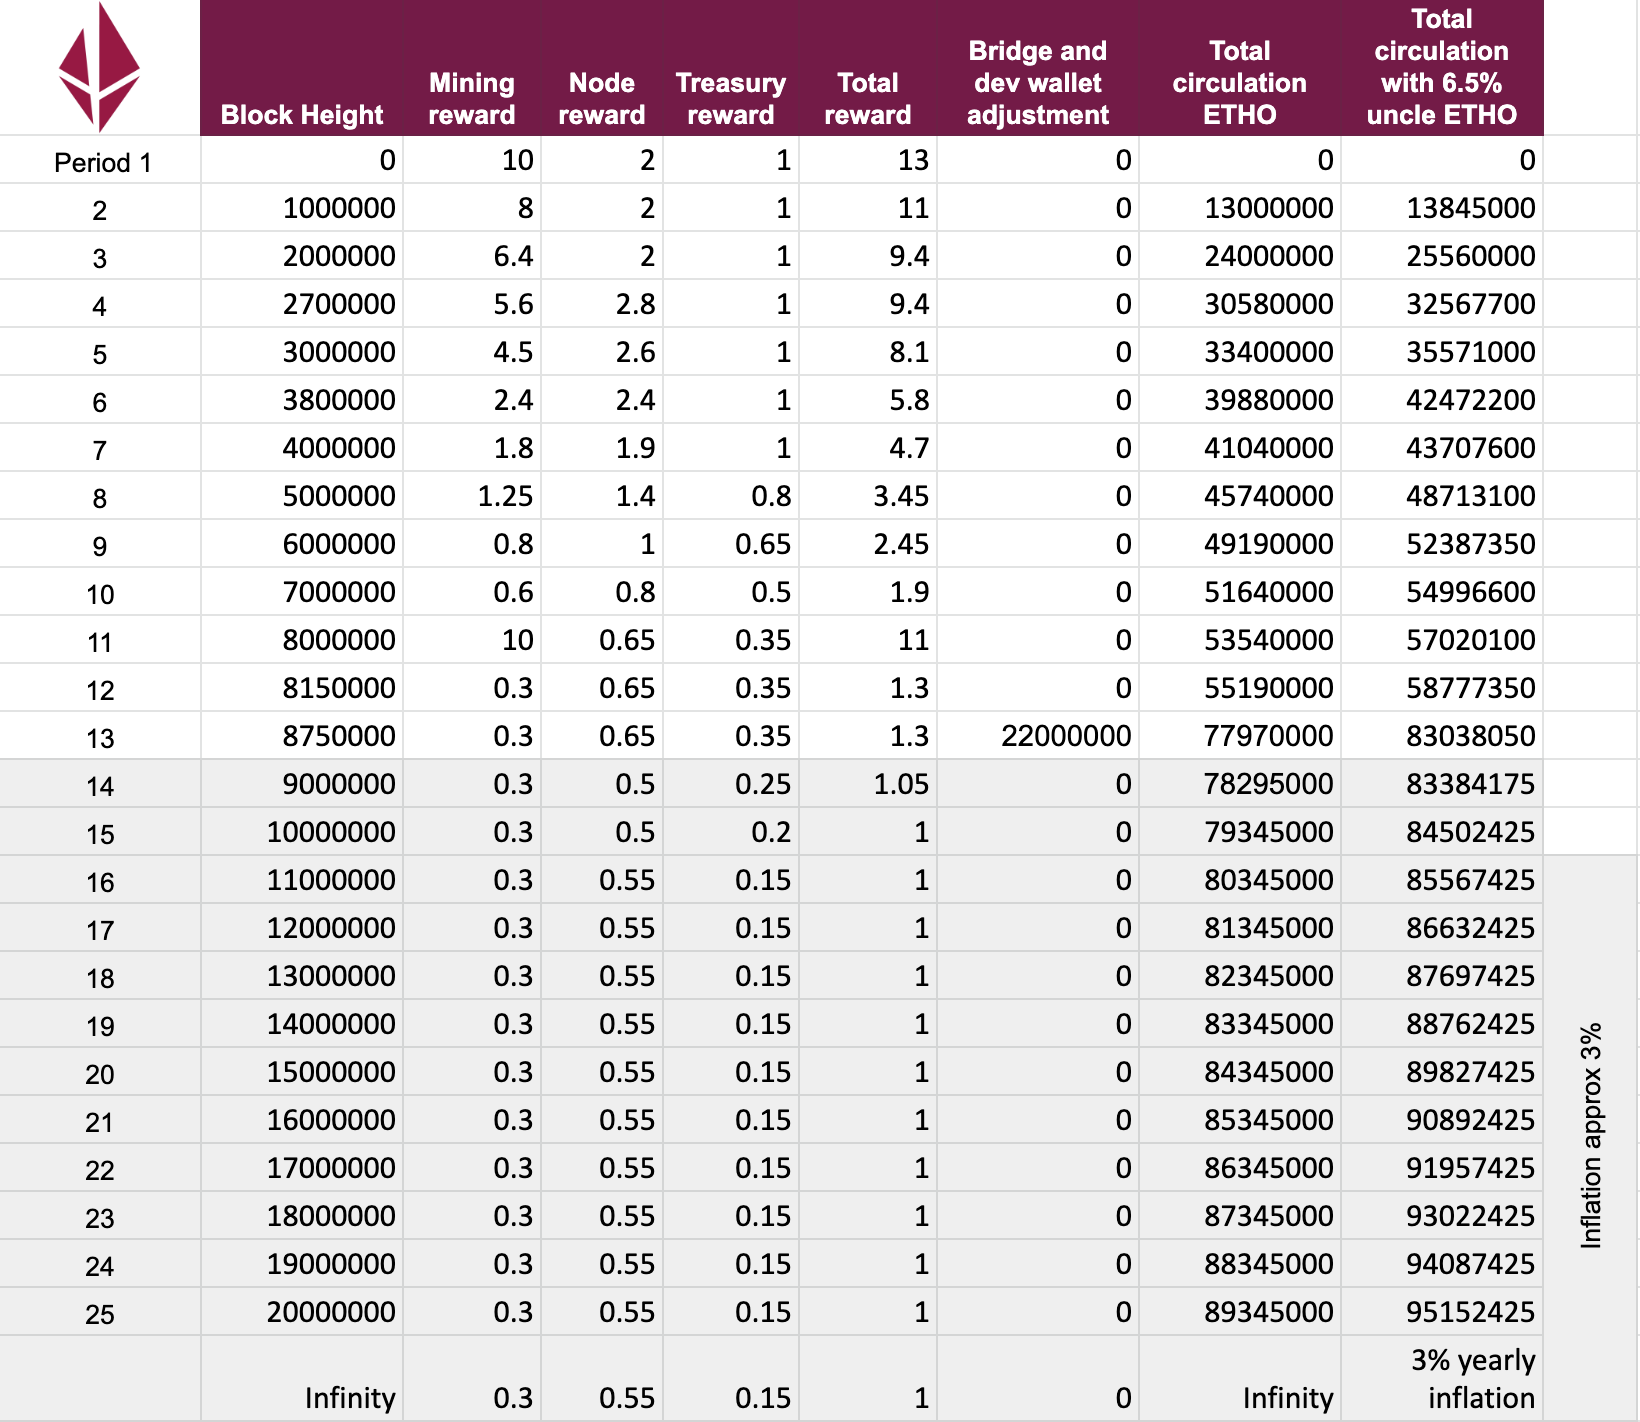 Block Height Mining reward Node reward Treasury reward Total reward Bridge and dev wallet adjustment Total circulation ETHO Total circulation with 6.5% uncle ETHO
Period 1 0 10 2 1 13 0 0 0
2 1000000 8 2 1 11 0 13000000 13845000
3 2000000 6.4 2 1 9.4 0 24000000 25560000
4 2700000 5.6 2.8 1 9.4 0 30580000 32567700
5 3000000 4.5 2.6 1 8.1 0 33400000 35571000
6 3800000 2.4 2.4 1 5.8 0 39880000 42472200
7 4000000 1.8 1.9 1 4.7 0 41040000 43707600
8 5000000 1.25 1.4 0.8 3.45 0 45740000 48713100
9 6000000 0.8 1 0.65 2.45 0 49190000 52387350
10 7000000 0.6 0.8 0.5 1.9 0 51640000 54996600
11 8000000 10 0.65 0.35 11 0 53540000 57020100
12 8150000 0.3 0.65 0.35 1.3 0 55190000 58777350
13 8750000 0.3 0.65 0.35 1.3 22000000 77970000 83038050
14 9000000 0.3 0.5 0.25 1.05 0 78295000 83384175
15 10000000 0.3 0.5 0.2 1 0 79345000 84502425
16 11000000 0.3 0.55 0.15 1 0 80345000 85567425
17 12000000 0.3 0.55 0.15 1 0 81345000 86632425
18 13000000 0.3 0.55 0.15 1 0 82345000 87697425
19 14000000 0.3 0.55 0.15 1 0 83345000 88762425
20 15000000 0.3 0.55 0.15 1 0 84345000 89827425
21 16000000 0.3 0.55 0.15 1 0 85345000 90892425
22 17000000 0.3 0.55 0.15 1 0 86345000 91957425
23 18000000 0.3 0.55 0.15 1 0 87345000 93022425
24 19000000 0.3 0.55 0.15 1 0 88345000 94087425
25 20000000 0.3 0.55 0.15 1 0 89345000 95152425
Infinity 0.3 0.55 0.15 1 0 Infinity 3% yearly inflation
Inflation approx 3%